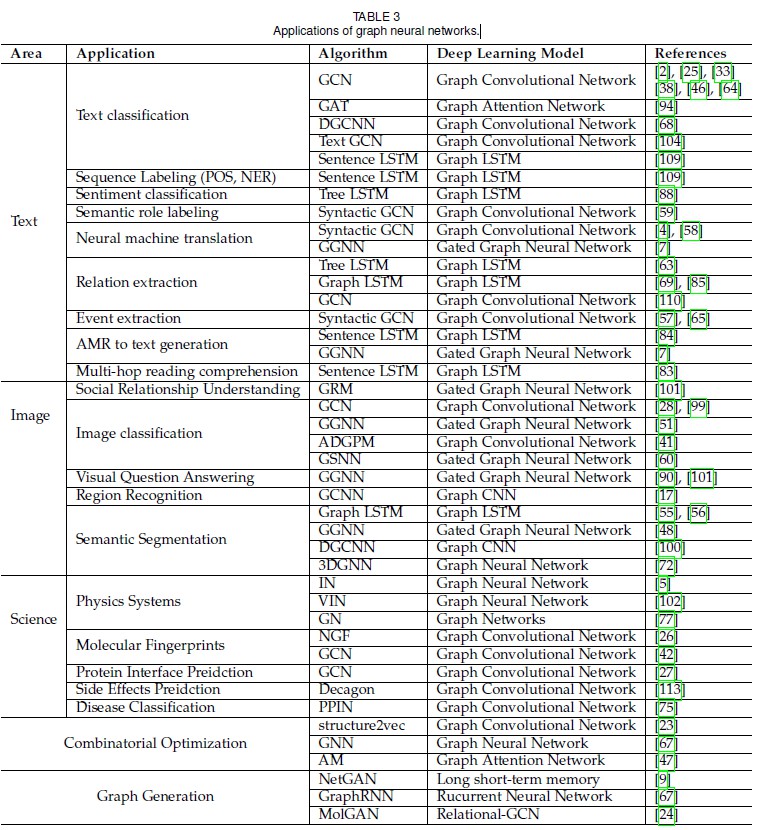 TABLE 3
Applications of graph neural networks.
Area Application Algorithm Deep Learning Model References
Text Text classification GCN Graph Convolutional Network [2], [25], [33]
[38], [46], [64]
GAT Graph Attention Network [94]
DGCNN Graph Convolutional Network [68]
Text GCN Graph Convolutional Network [104]
Sentence LSTM Graph LSTM [109]
Sequence Labeling (POS, NER) Sentence LSTM Graph LSTM [109]
Sentiment classification Tree LSTM Graph LSTM [88]
Semantic role labeling Syntactic GCN Graph Convolutional Network [59]
Neural machine translation Syntactic GCN Graph Convolutional Network [4], [58]
GGNN Gated Graph Neural Network [7]
Relation extraction Tree LSTM Graph LSTM [63]
Graph LSTM Graph LSTM [69], [85]
GCN Graph Convolutional Network [110]
Event extraction Syntactic GCN Graph Convolutional Network [57], [65]
AMR to text generation Sentence LSTM Graph LSTM [84]
GGNN Gated Graph Neural Network [7]
Multi-hop reading comprehension Sentence LSTM Graph LSTM [83]
Image Social Relationship Understanding GRM Gated Graph Neural Network [101]
Image classification GCN Graph Convolutional Network [28], [99]
GGNN Gated Graph Neural Network [51]
ADGPM Graph Convolutional Network [41]
GSNN Gated Graph Neural Network [60]
Visual Question Answering GGNN Gated Graph Neural Network [90], [101]
Region Recognition GCNN Graph CNN [17]
Semantic Segmentation Graph LSTM Graph LSTM [55], [56]
GGNN Gated Graph Neural Network [48]
DGCNN Graph CNN [100]
3DGNN Graph Neural Network [72]
Science Physics Systems IN Graph Neural Network [5]
VIN Graph Neural Network [102]
GN Graph Networks [77]
Molecular Fingerprints NGF Graph Convolutional Network [26]
GCN Graph Convolutional Network [42]
Protein Interface Preidction GCN Graph Convolutional Network [27]
Side Effects Preidction Decagon Graph Convolutional Network [113]
Disease Classification PPIN Graph Convolutional Network [75]
Combinatorial Optimization structure2vec Graph Convolutional Network [23]
GNN Graph Neural Network [67]
AM Graph Attention Network [47]
Graph Generation NetGAN Long short-term memory [9]
GraphRNN Rucurrent Neural Network [67]
MolGAN Relational-GCN [24]